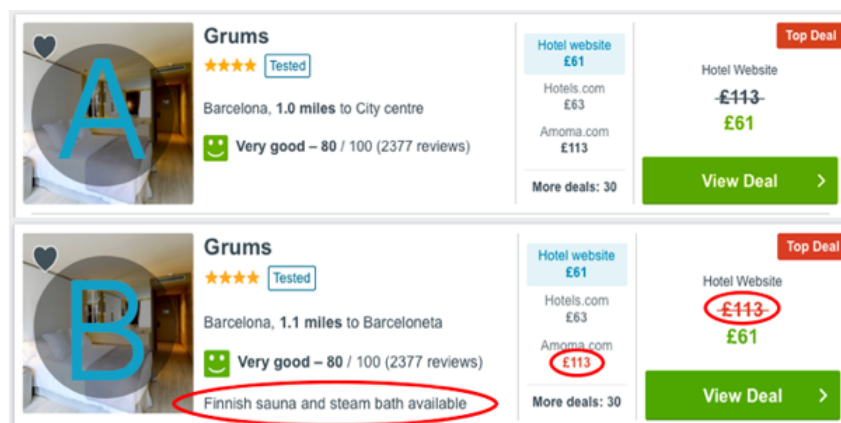 Grums
Tested
Barcelona, 1.0 miles to City centre
Very good – 80 / 100 (2377 reviews)
A
Hotel website
£61
Hotels.com
£63
Amoma.com
£113
More deals: 30
Top Deal
Hotel Website
£113
£61
View Deal
Grums
Tested
Barcelona, 1.1 miles to Barceloneta
Very good – 80 / 100 (2377 reviews)
Finnish sauna and steam bath available
B
Hotel website
£61
Hotels.com
£63
Amoma.com
£113
More deals: 30
Top Deal
Hotel Website
£113
£61
View Deal